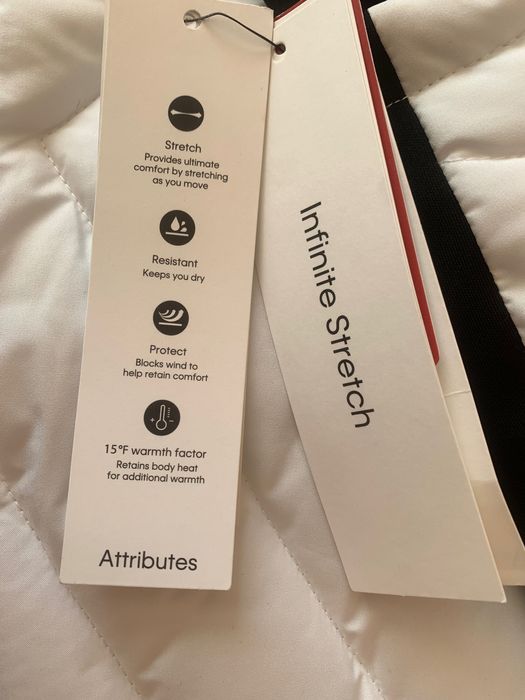 Stretch
Provides ultimate
comfort by stretching
as you move
Resistant
Keeps you dry
Protect
Blocks wind to
help retain comfort
15°F warmth factor
Retains body heat
for additional warmth
Attributes
Infinite Stretch